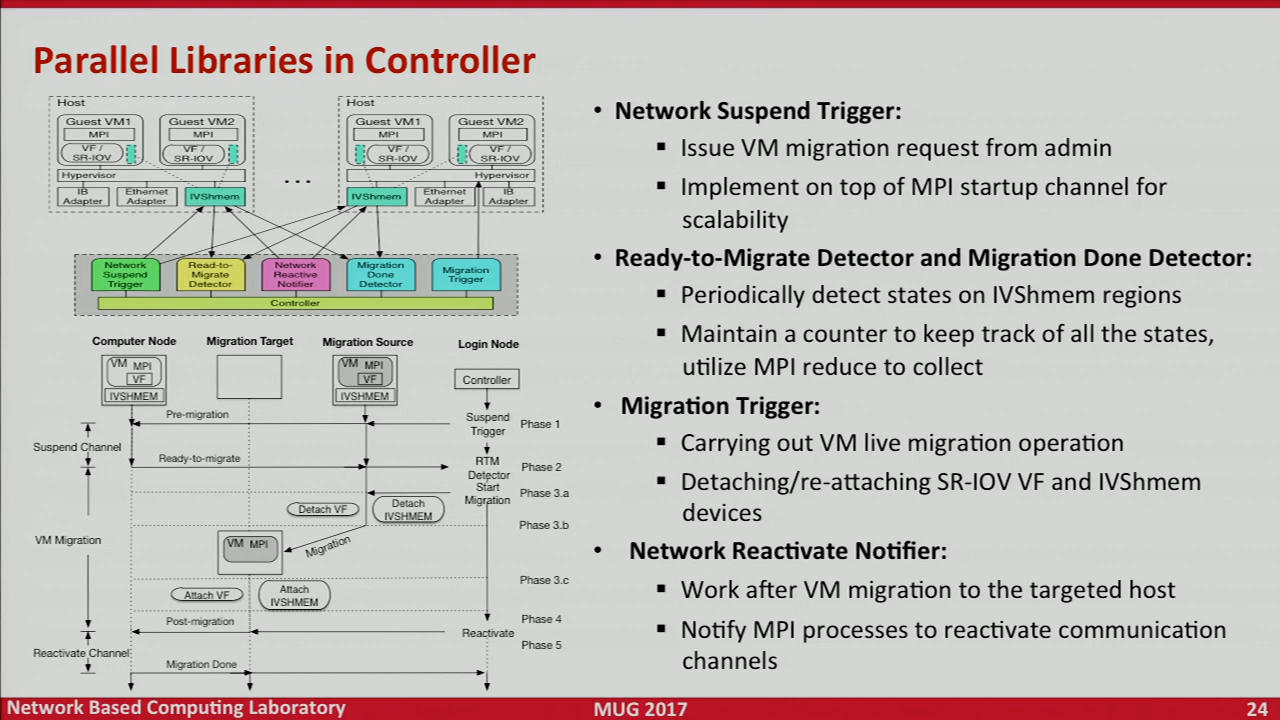 Parallel Libraries in Controller
Host
Guest VM1
MPI
VF /
SR-IOV
Guest VM2
MPI
VF /
SR-IOV
Hypervisor
IB
Adapter
Ethernet
Adapter
IVShmem
...
Host
Guest VM1
MPI
VF /
SR-IOV
Guest VM2
MPI
VF /
SR-IOV
Hypervisor
IVShmem
Ethernet
Adapter
IB
Adapter
Network
Suspend
Trigger
Read-to-
Migrate
Detector
Network
Reactive
Notifier
Migration
Done
Detector
Migration
Trigger
Controller
Computer Node
Migration Target
Migration Source
Login Node
VM MPI
VF
IVSHMEM
VM MPI
VF
IVSHMEM
Controller
Pre-migration
Suspend
Trigger
Phase 1
Suspend Channel
Ready-to-migrate
RTM
Detector
Phase 2
Start
Migration
Phase 3.a
Detach VF
Detach
IVSHMEM
Phase 3.b
VM Migration
VM MPI
Migration
Phase 3.c
Attach VF
Attach
IVSHMEM
Post-migration
Phase 4
Reactivate
Phase 5
Reactivate Channel
Migration Done
• Network Suspend Trigger:
▪ Issue VM migration request from admin
▪ Implement on top of MPI startup channel for
scalability
• Ready-to-Migrate Detector and Migration Done Detector:
▪ Periodically detect states on IVShmem regions
▪ Maintain a counter to keep track of all the states,
utilize MPI reduce to collect
• Migration Trigger:
▪ Carrying out VM live migration operation
▪ Detaching/re-attaching SR-IOV VF and IVShmem
devices
• Network Reactivate Notifier:
▪ Work after VM migration to the targeted host
▪ Notify MPI processes to reactivate communication
channels
Network Based Computing Laboratory
MUG 2017
24